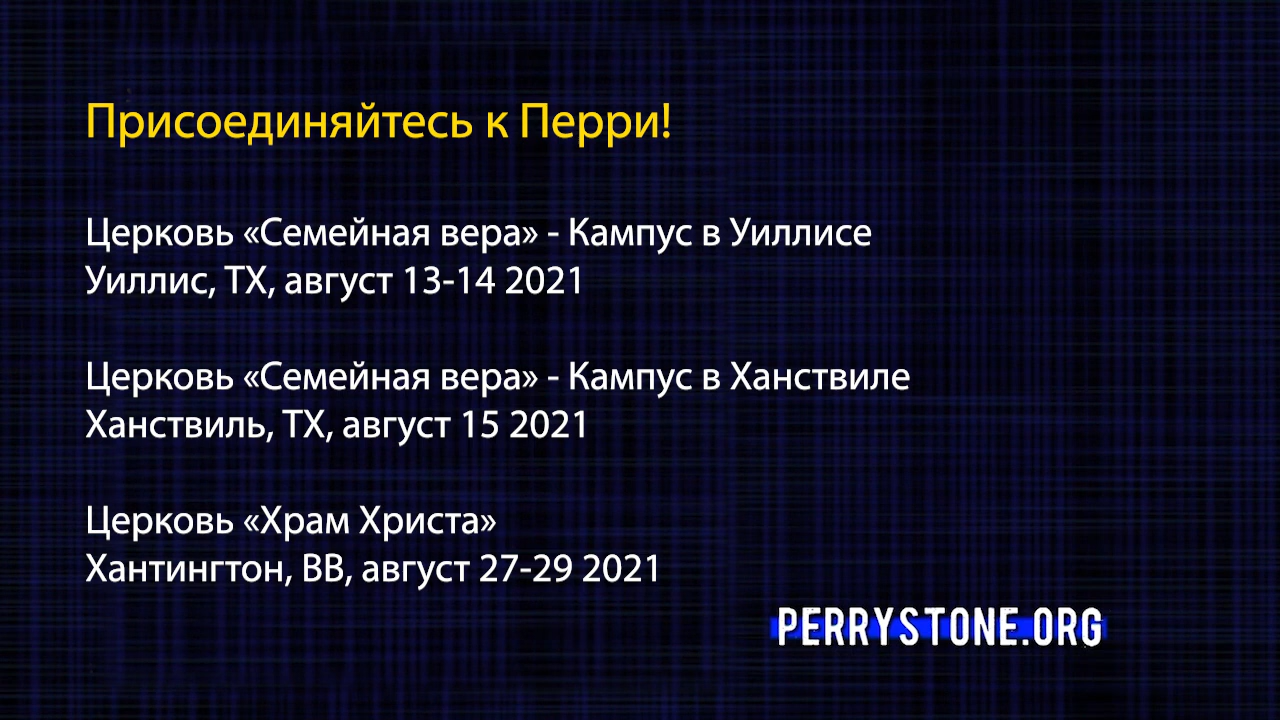 Присоединяйтесь к Перри!
Церковь «Семейная вера» - Кампус в Уиллисе
Уиллис, ТХ, август 13-14 2021
Церковь «Семейная вера» - Кампус в Ханствиле
Ханствиль, ТХ, август 15 2021
Церковь «Храм Христа»
Хантингтон, ВВ, август 27-29 2021
PERRYSTONE.ORG